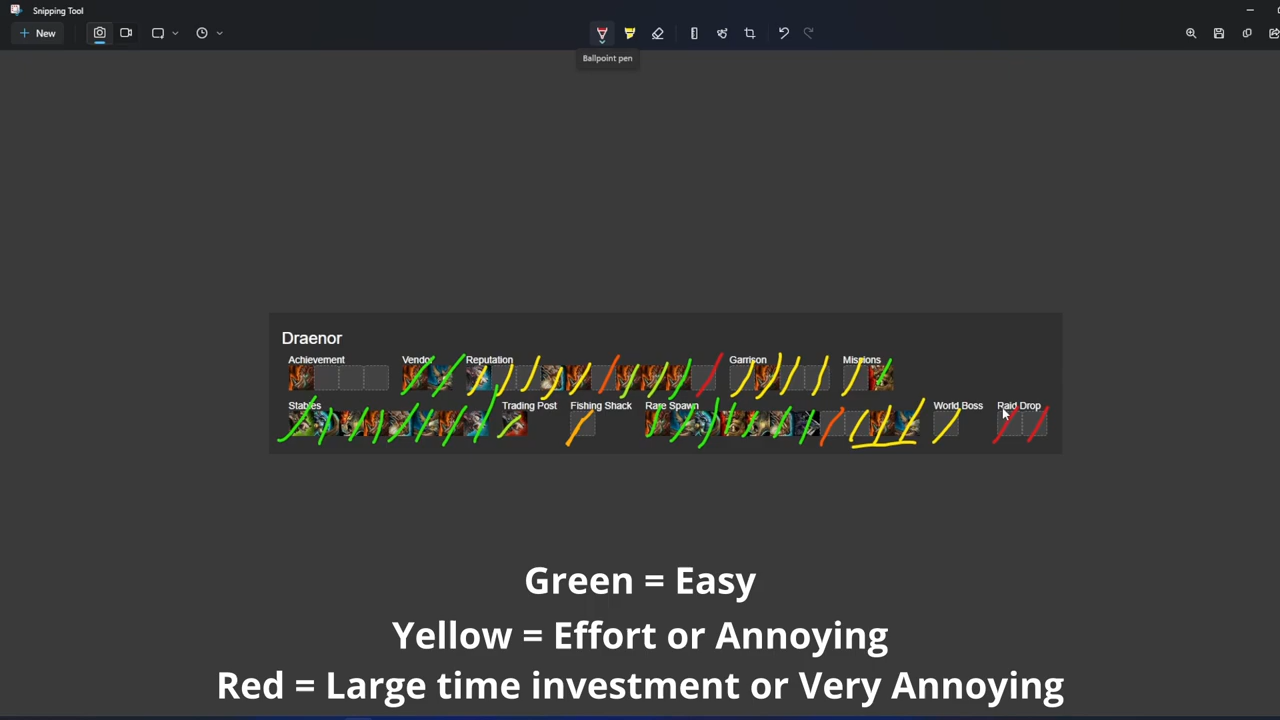 Snipping Tool
New
Ballpoint pen
Draenor
Achievement Vendor Reputation Garrison Missions
Stables Trading Post Fishing Shack Rare Spawn World Boss Raid Drop
Green = Easy
Yellow = Effort or Annoying
Red = Large time investment or Very Annoying